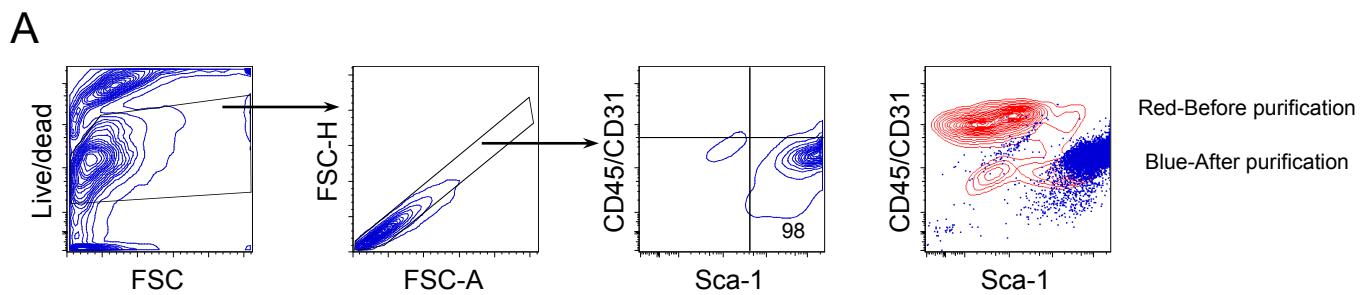 A
Live/dead
FSC
FSC-H
FSC-A
CD45/CD31
98
Sca-1
CD45/CD31
Sca-1
Red-Before purification
Blue-After purification